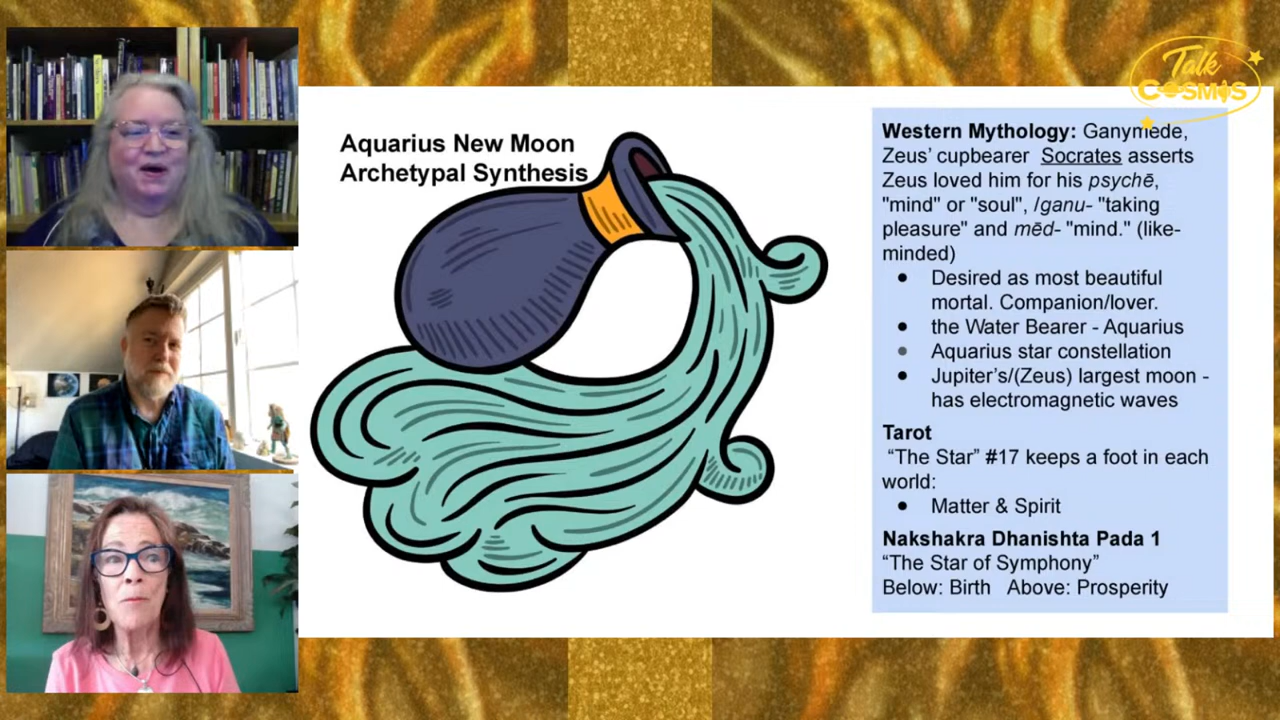 Talk
COSMIS
Aquarius New Moon
Archetypal Synthesis
Western Mythology: Ganymede,
Zeus’ cupbearer Socrates asserts
Zeus loved him for his psychē,
"mind" or "soul", /ganu- "taking
pleasure" and mēd- "mind." (like-
minded)
● Desired as most beautiful
mortal. Companion/lover.
● the Water Bearer - Aquarius
● Aquarius star constellation
● Jupiter’s/(Zeus) largest moon -
has electromagnetic waves
Tarot
“The Star” #17 keeps a foot in each
world:
● Matter & Spirit
Nakshakra Dhanishta Pada 1
“The Star of Symphony”
Below: Birth Above: Prosperity